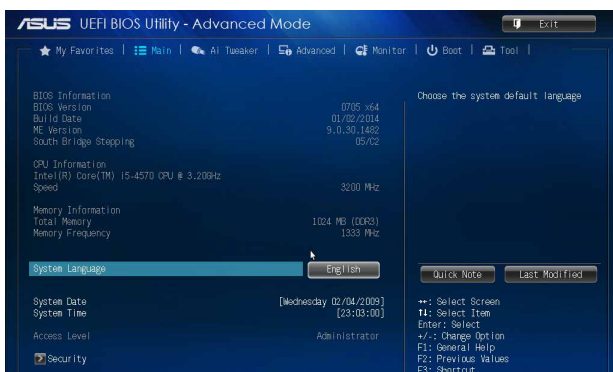 ASUS UEFI BIOS Utility - Advanced Mode
Exit
My Favorites | Main | Ai Tweaker | Advanced | Monitor | Boot | Tool |
BIOS Information
BIOS Version 0705 x64
Build Date 01/02/2014
ME Version 9.0.30.1482
South Bridge Stepping 05/C2
CPU Information
Intel(R) Core(TM) i5-4570 CPU @ 3.20GHz
Speed 3200 MHz
Memory Information
Total Memory 1024 MB (DDR3)
Memory Frequency 1333 MHz
System Language English
System Date [Wednesday 02/04/2009]
System Time [23:03:00]
Access Level Administrator
Security
Choose the system default language
Quick Note Last Modified
→←: Select Screen
↑↓: Select Item
Enter: Select
+/-: Change Option
F1: General Help
F2: Previous Values
F3: Shortcut